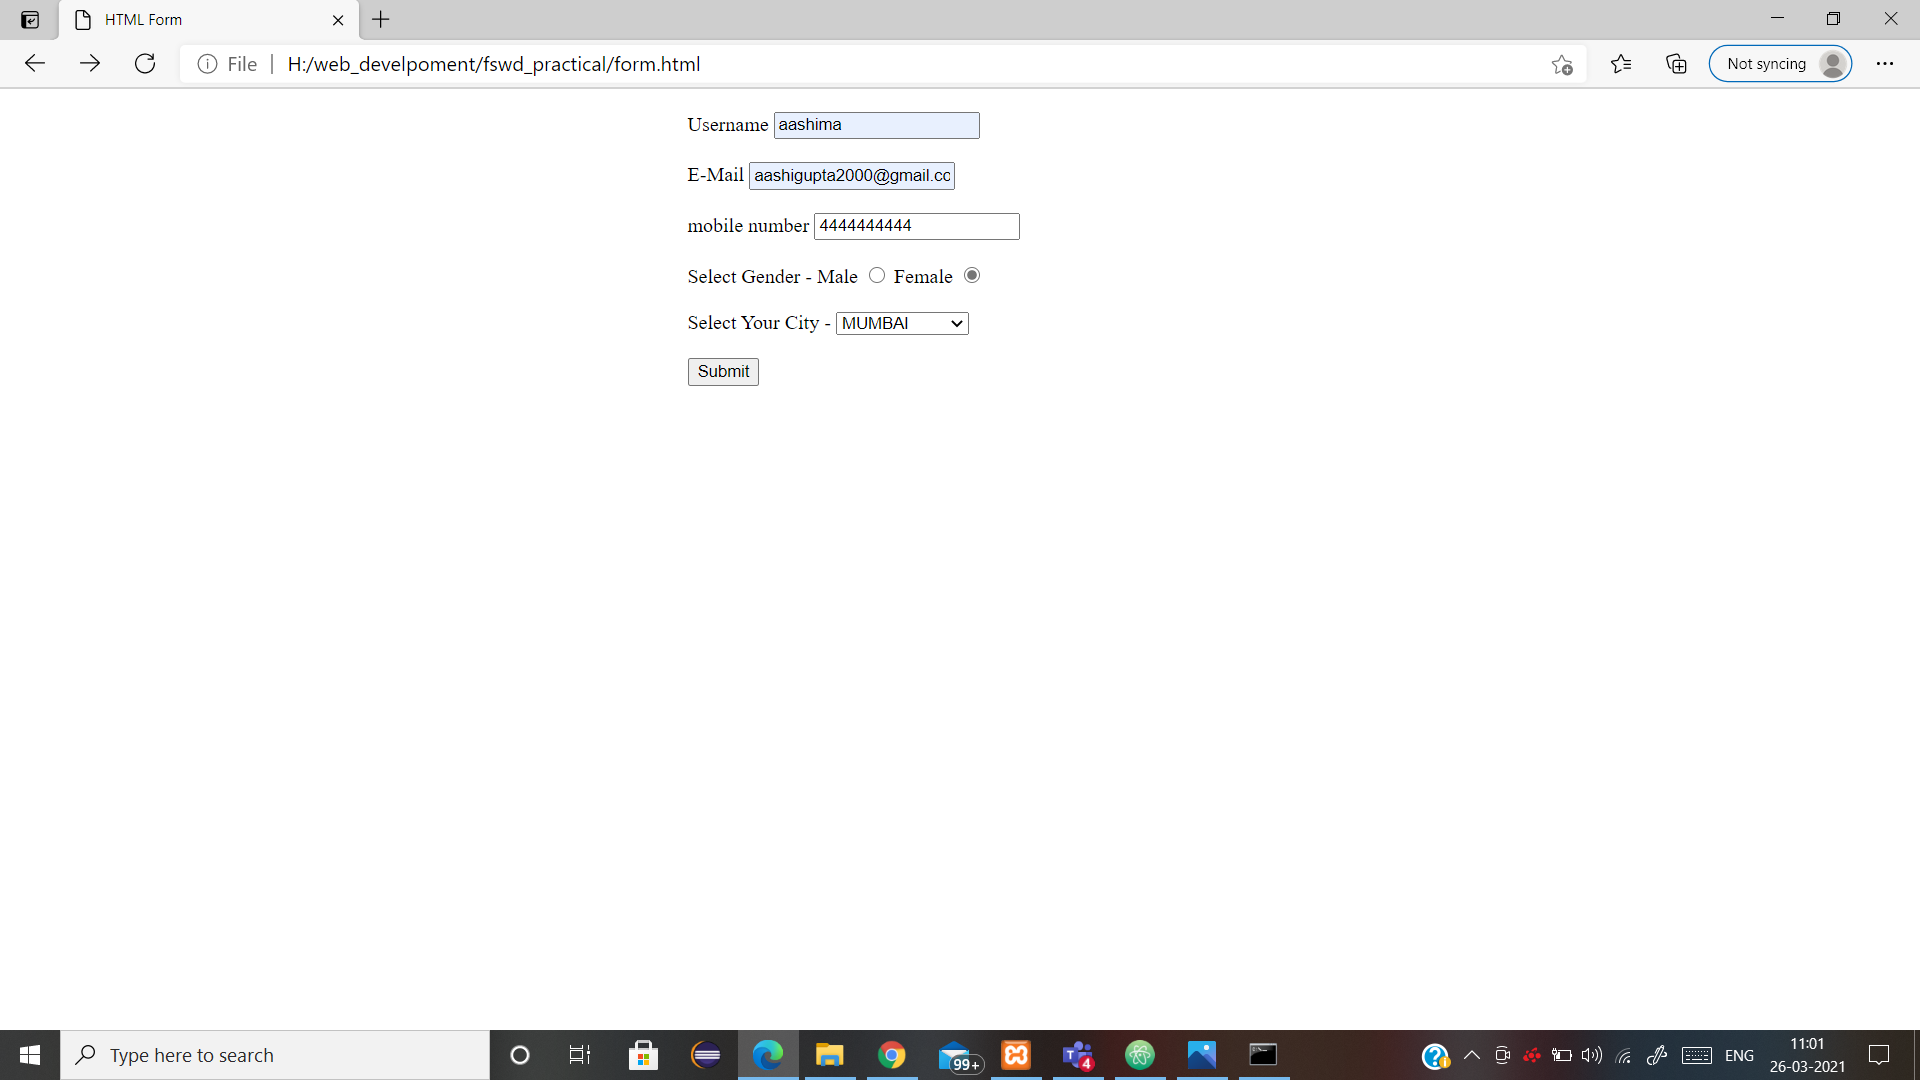 HTML Form
File
H:/web_develpoment/fswd_practical/form.html
Not syncing
Username aashima
E-Mail aashigupta2000@gmail.cc
mobile number 4444444444
Select Gender - Male Female
Select Your City - MUMBAI
Submit
Type here to search
99+
4
ENG
11:01
26-03-2021